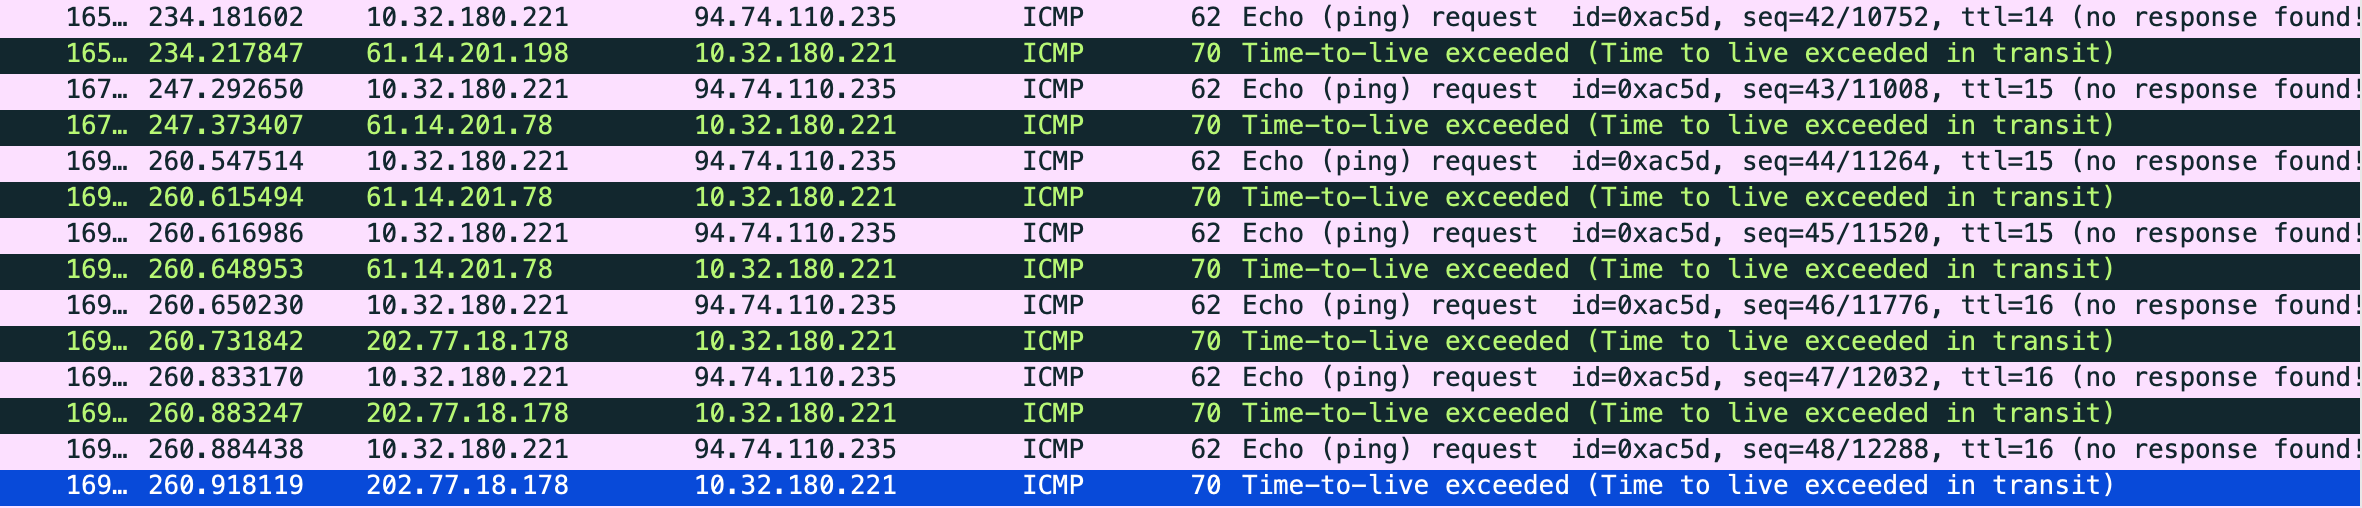 165… 234.181602 10.32.180.221 94.74.110.235 ICMP 62 Echo (ping) request id=0xac5d, seq=42/10752, ttl=14 (no response found!
165… 234.217847 61.14.201.198 10.32.180.221 ICMP 70 Time-to-live exceeded (Time to live exceeded in transit)
167… 247.292650 10.32.180.221 94.74.110.235 ICMP 62 Echo (ping) request id=0xac5d, seq=43/11008, ttl=15 (no response found!
167… 247.373407 61.14.201.78 10.32.180.221 ICMP 70 Time-to-live exceeded (Time to live exceeded in transit)
169… 260.547514 10.32.180.221 94.74.110.235 ICMP 62 Echo (ping) request id=0xac5d, seq=44/11264, ttl=15 (no response found!
169… 260.615494 61.14.201.78 10.32.180.221 ICMP 70 Time-to-live exceeded (Time to live exceeded in transit)
169… 260.616986 10.32.180.221 94.74.110.235 ICMP 62 Echo (ping) request id=0xac5d, seq=45/11520, ttl=15 (no response found!
169… 260.648953 61.14.201.78 10.32.180.221 ICMP 70 Time-to-live exceeded (Time to live exceeded in transit)
169… 260.650230 10.32.180.221 94.74.110.235 ICMP 62 Echo (ping) request id=0xac5d, seq=46/11776, ttl=16 (no response found!
169… 260.731842 202.77.18.178 10.32.180.221 ICMP 70 Time-to-live exceeded (Time to live exceeded in transit)
169… 260.833170 10.32.180.221 94.74.110.235 ICMP 62 Echo (ping) request id=0xac5d, seq=47/12032, ttl=16 (no response found!
169… 260.883247 202.77.18.178 10.32.180.221 ICMP 70 Time-to-live exceeded (Time to live exceeded in transit)
169… 260.884438 10.32.180.221 94.74.110.235 ICMP 62 Echo (ping) request id=0xac5d, seq=48/12288, ttl=16 (no response found!
169… 260.918119 202.77.18.178 10.32.180.221 ICMP 70 Time-to-live exceeded (Time to live exceeded in transit)